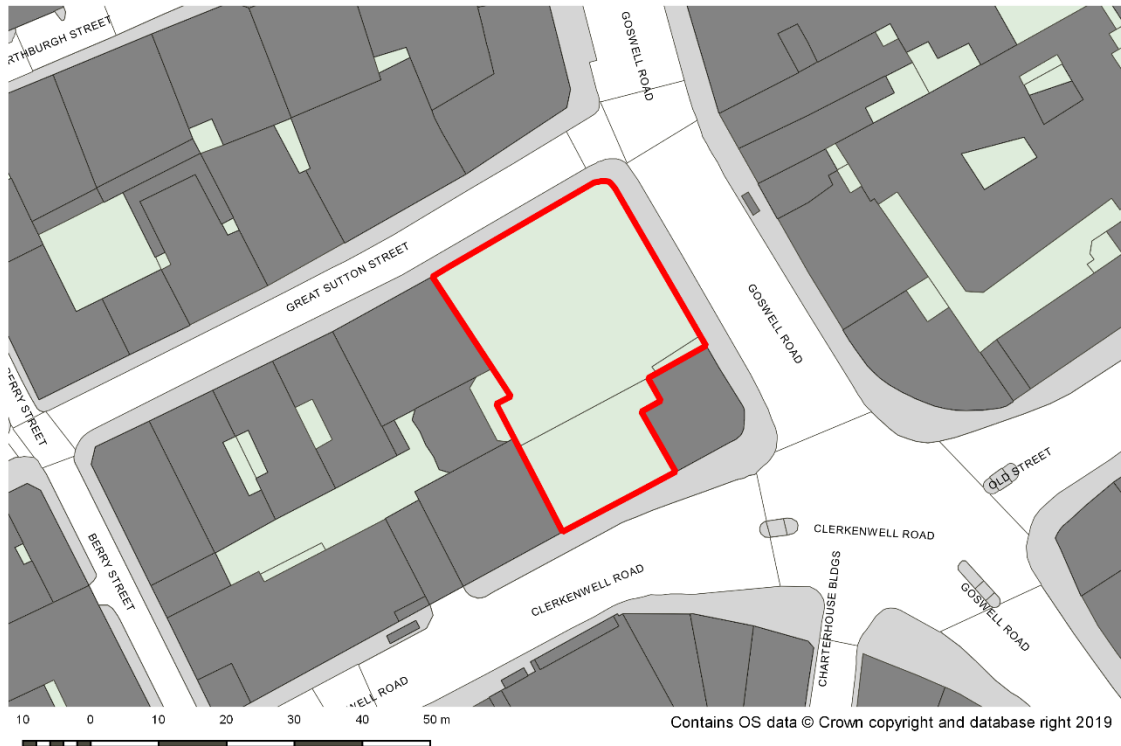 RTHBURGH STREET
GOSWELL ROAD
GREAT SUTTON STREET
GOSWELL ROAD
BERRY STREET
OLD STREET
CLERKENWELL ROAD
BERRY STREET
CLERKENWELL ROAD
CHARTERHOUSE BLDGS
GOSWELL ROAD
WELL ROAD
10 0 10 20 30 40 50 m
Contains OS data © Crown copyright and database right 2019